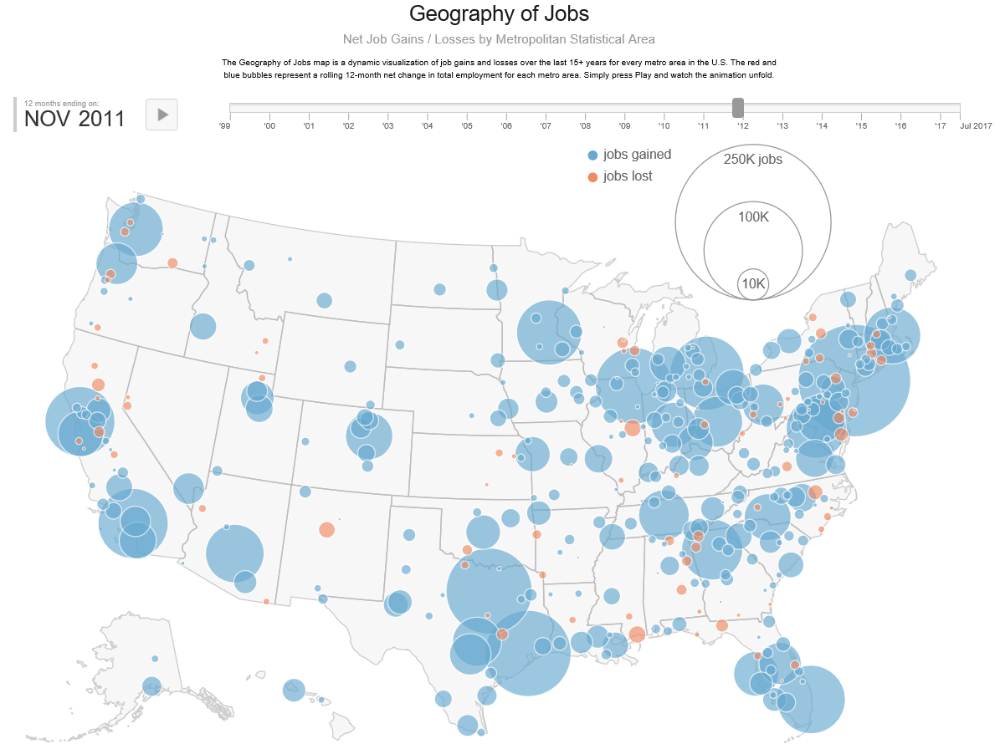 Geography of Jobs
Net Job Gains / Losses by Metropolitan Statistical Area
The Geography of Jobs map is a dynamic visualization of job gains and losses over the last 15+ years for every metro area in the U.S. The red and
blue bubbles represent a rolling 12-month net change in total employment for each metro area. Simply press Play and watch the animation unfold.
12 months ending on:
NOV 2011
'99 '00 '01 '02 '03 '04 '05 '06 '07 '08 '09 '10 '11 '12 '13 '14 '15 '16 '17 Jul 2017
jobs gained
jobs lost
250K jobs
100K
10K